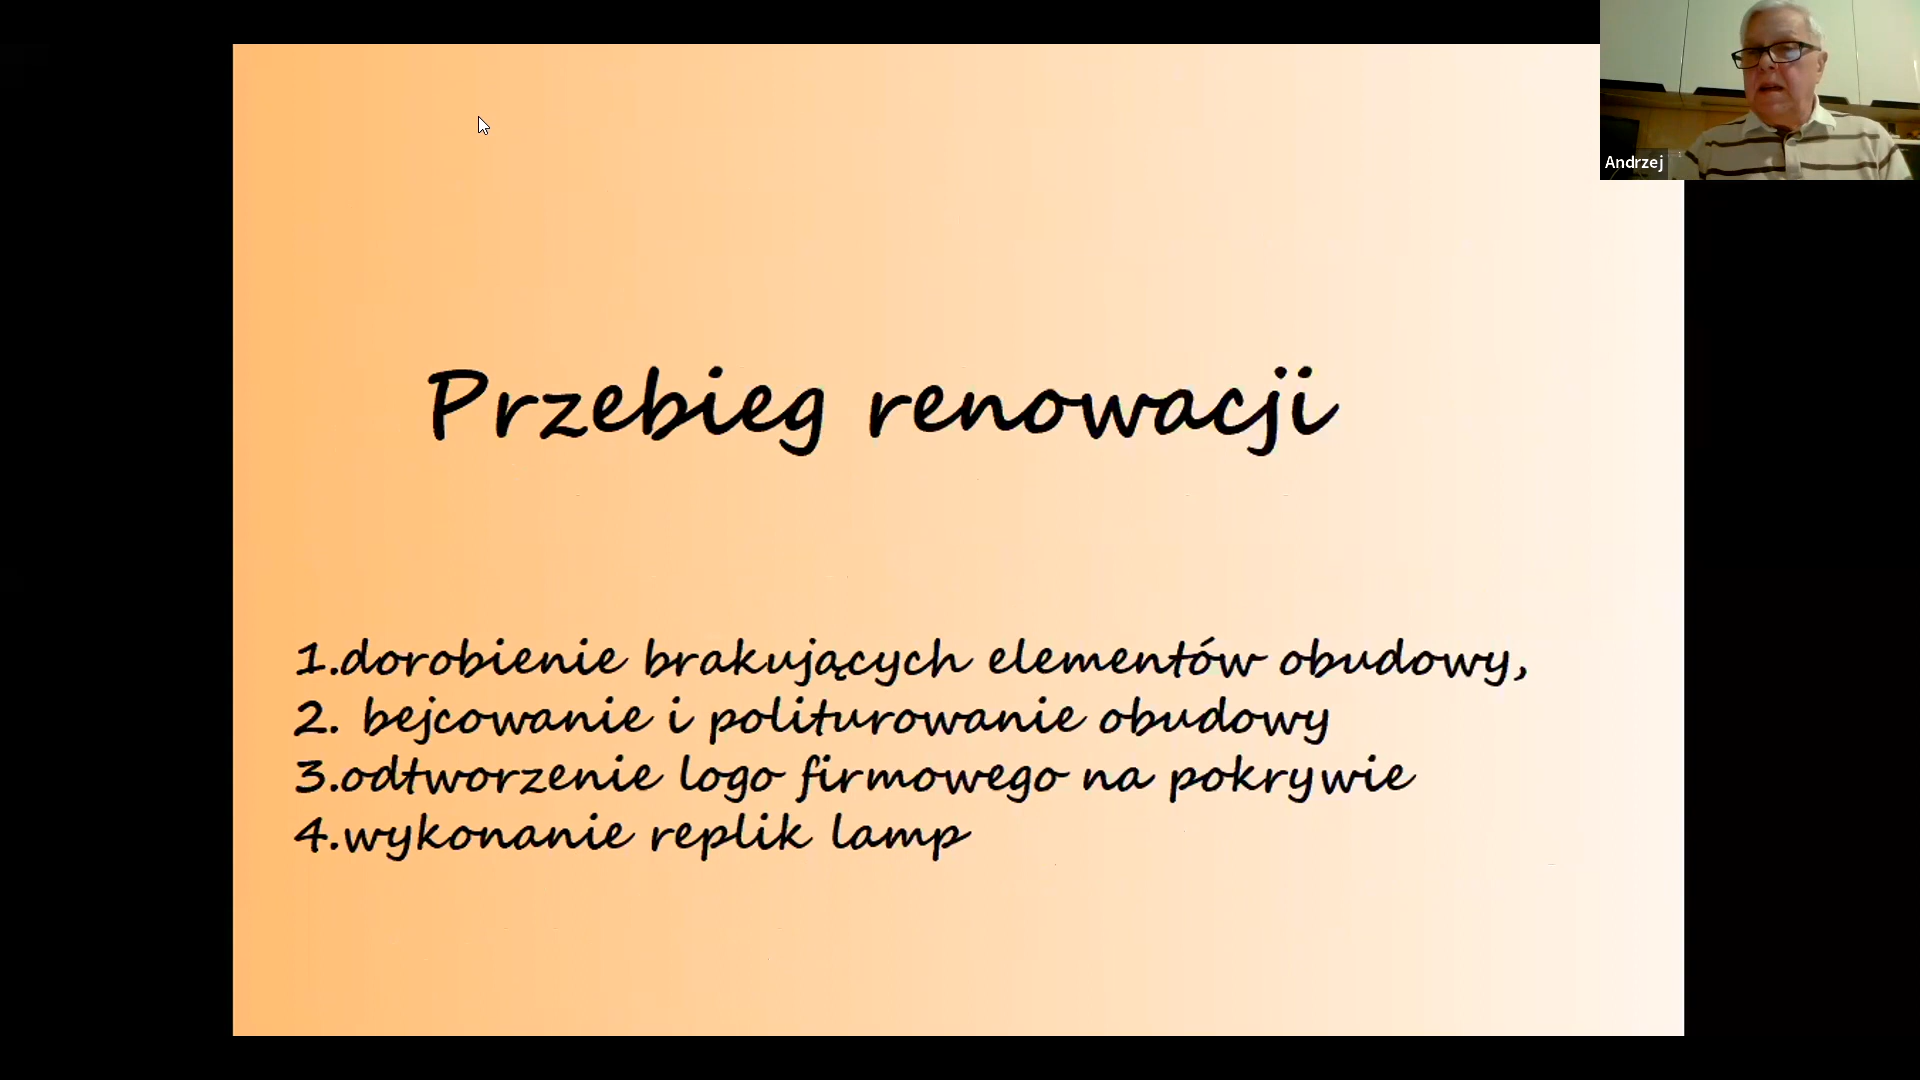 Andrzej
Przebieg renowacji
1.dorobienie brakujących elementów obudowy,
2. bejcowanie i politurowanie obudowy
3.odtworzenie logo firmowego na pokrywie
4.wykonanie replik lamp